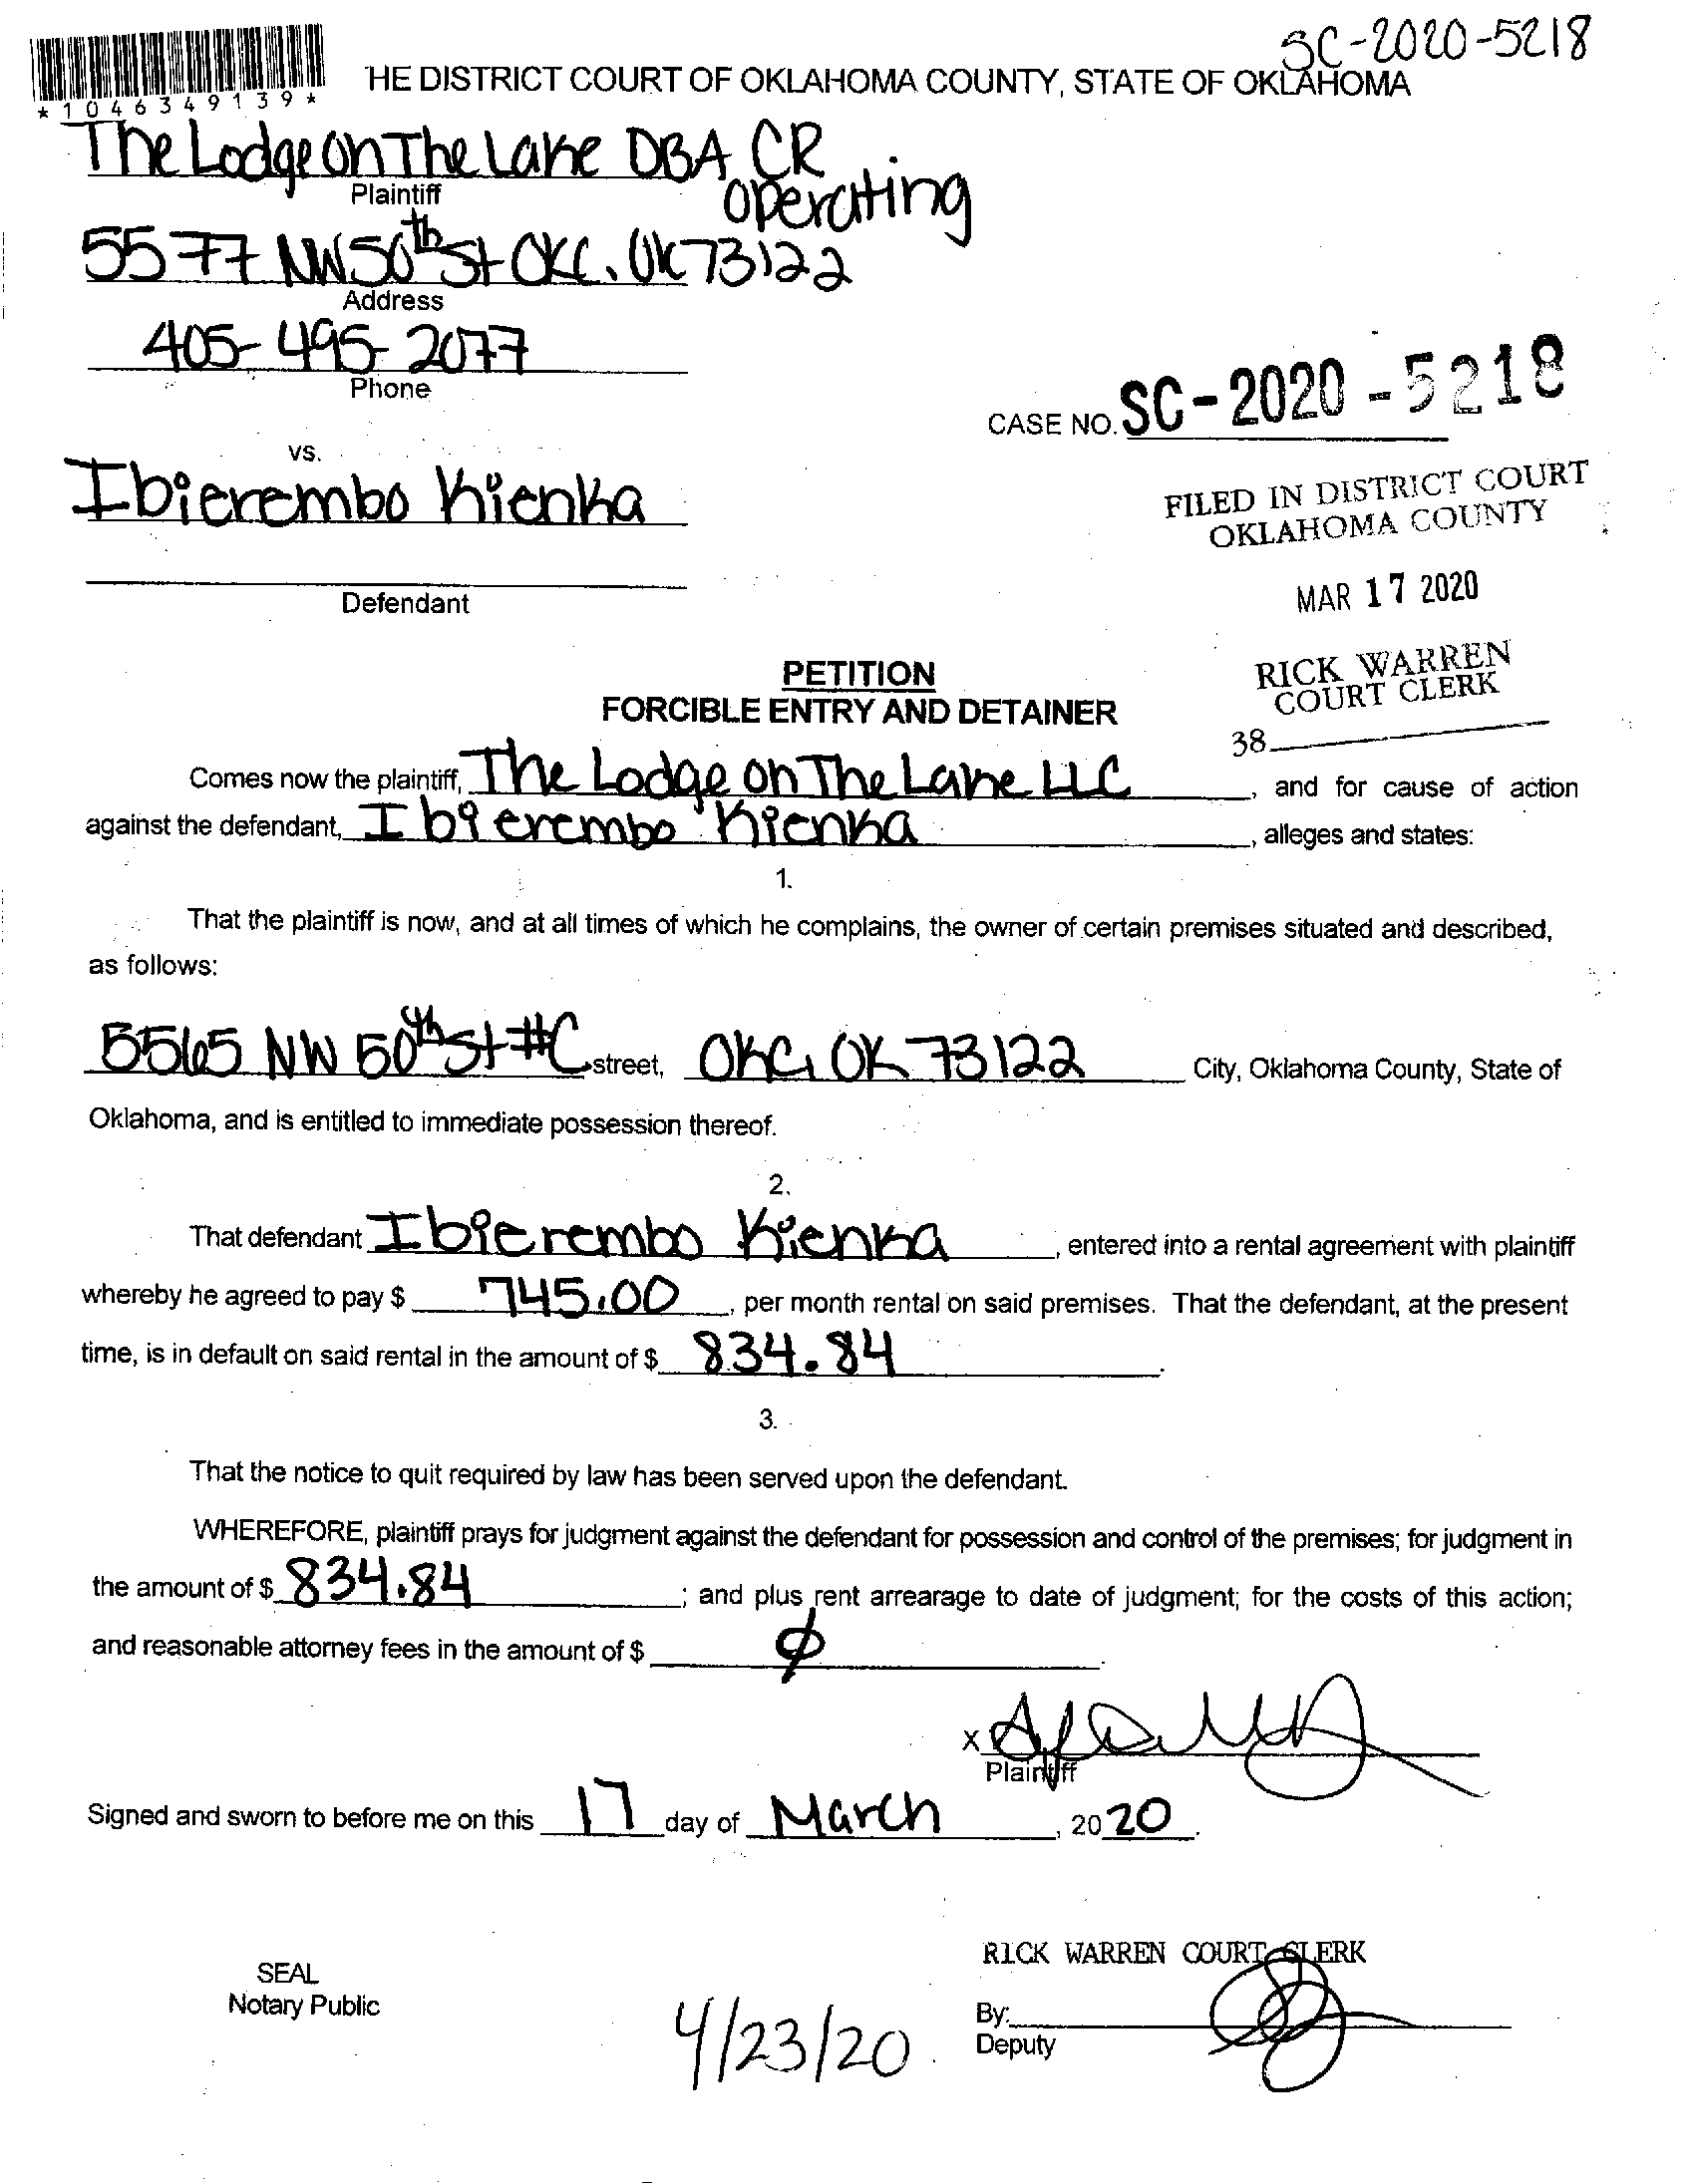 SC-2020-5218
*1046349139*
HE DISTRICT COURT OF OKLAHOMA COUNTY, STATE OF OKLAHOMA
The Lodge On The Lake DBA CR
Operating
Plaintiff
5577 NW 50th St OKC. OK 73122
Address
405-495-2077
Phone
CASE NO. SC-2020-5218
vs.
Ibierembo Kienka
FILED IN DISTRICT COURT
OKLAHOMA COUNTY
Defendant
MAR 17 2020
RICK WARREN
COURT CLERK
38
PETITION
FORCIBLE ENTRY AND DETAINER
Comes now the plaintiff, The Lodge On The Lake LLC, and for cause of action
against the defendant, Ibierembo Kienka, alleges and states:
1.
That the plaintiff is now, and at all times of which he complains, the owner of certain premises situated and described,
as follows:
5565 NW 50th St #C street, OKC, OK 73122 City, Oklahoma County, State of
Oklahoma, and is entitled to immediate possession thereof.
2.
That defendant Ibierembo Kienka, entered into a rental agreement with plaintiff
whereby he agreed to pay $ 745.00, per month rental on said premises. That the defendant, at the present
time, is in default on said rental in the amount of $ 834.84.
3.
That the notice to quit required by law has been served upon the defendant.
WHEREFORE, plaintiff prays for judgment against the defendant for possession and control of the premises; for judgment in
the amount of $ 834.84; and plus rent arrearage to date of judgment; for the costs of this action;
and reasonable attorney fees in the amount of $ ∅.
X
Plaintiff
Signed and sworn to before me on this 17 day of March, 2020.
RICK WARREN COURT CLERK
SEAL
Notary Public
By:
Deputy
4/23/20